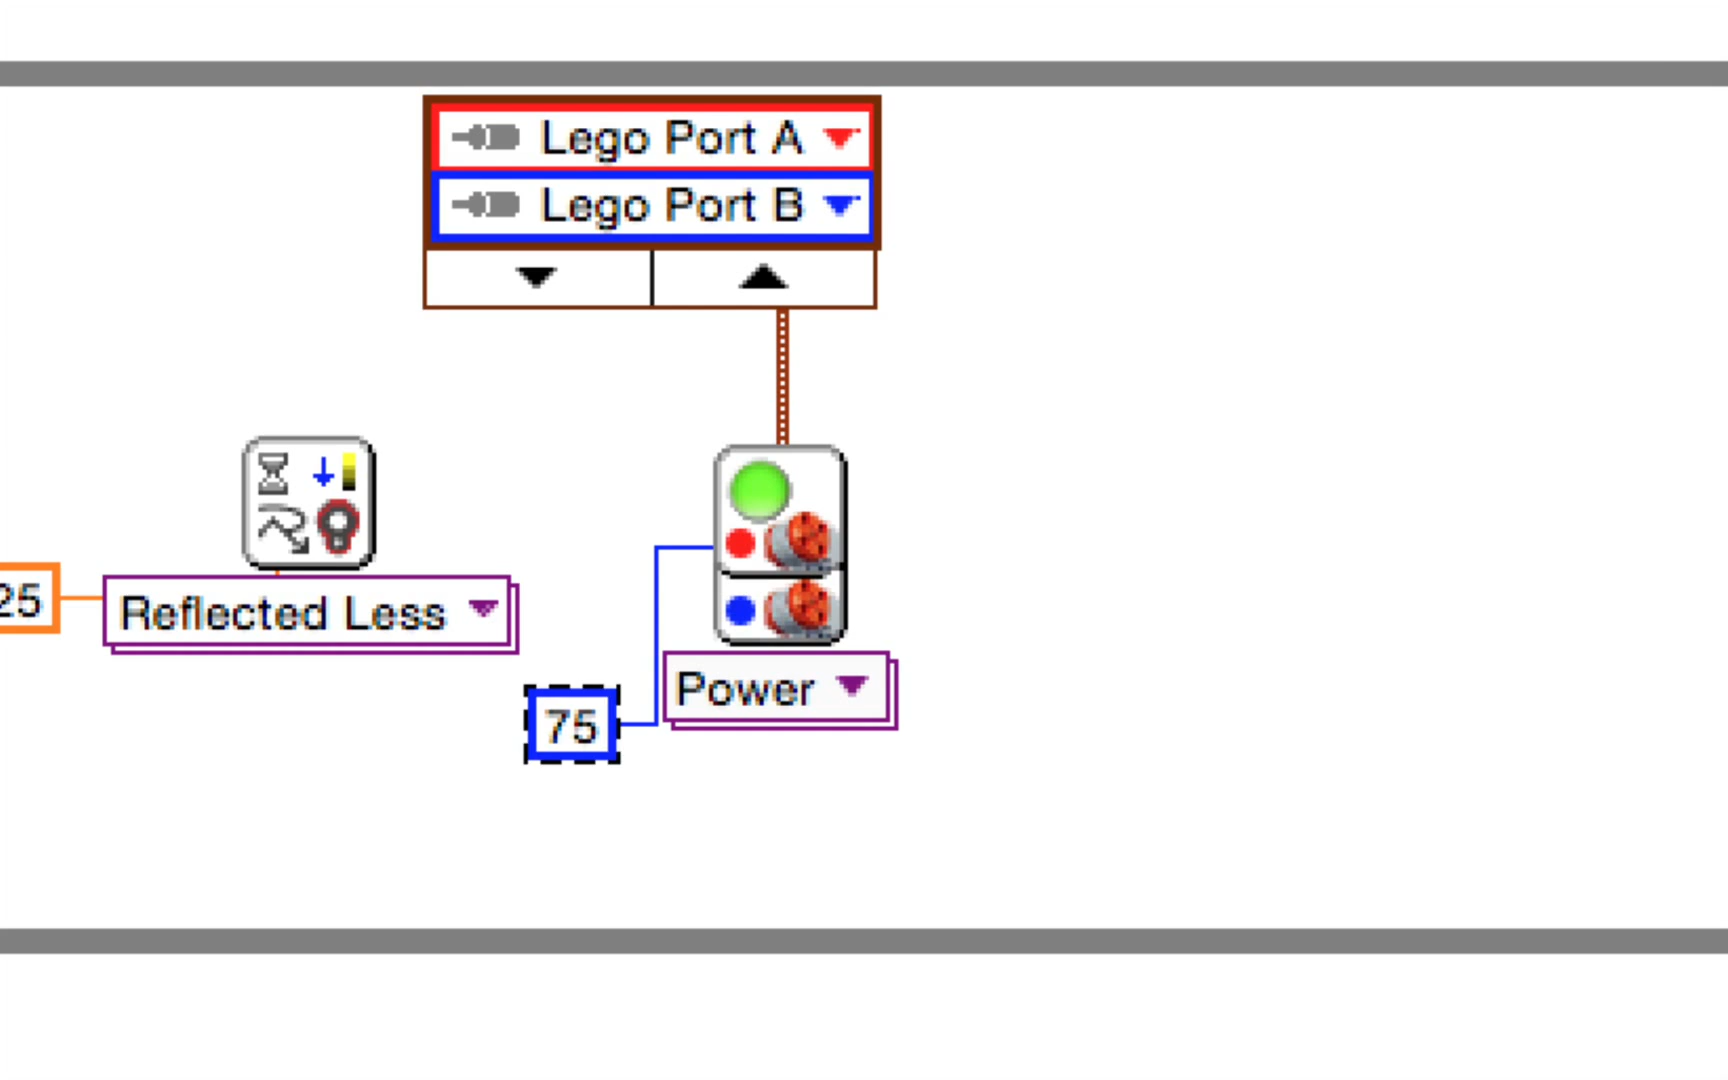 Lego Port A
Lego Port B
25
Reflected Less
Power
75